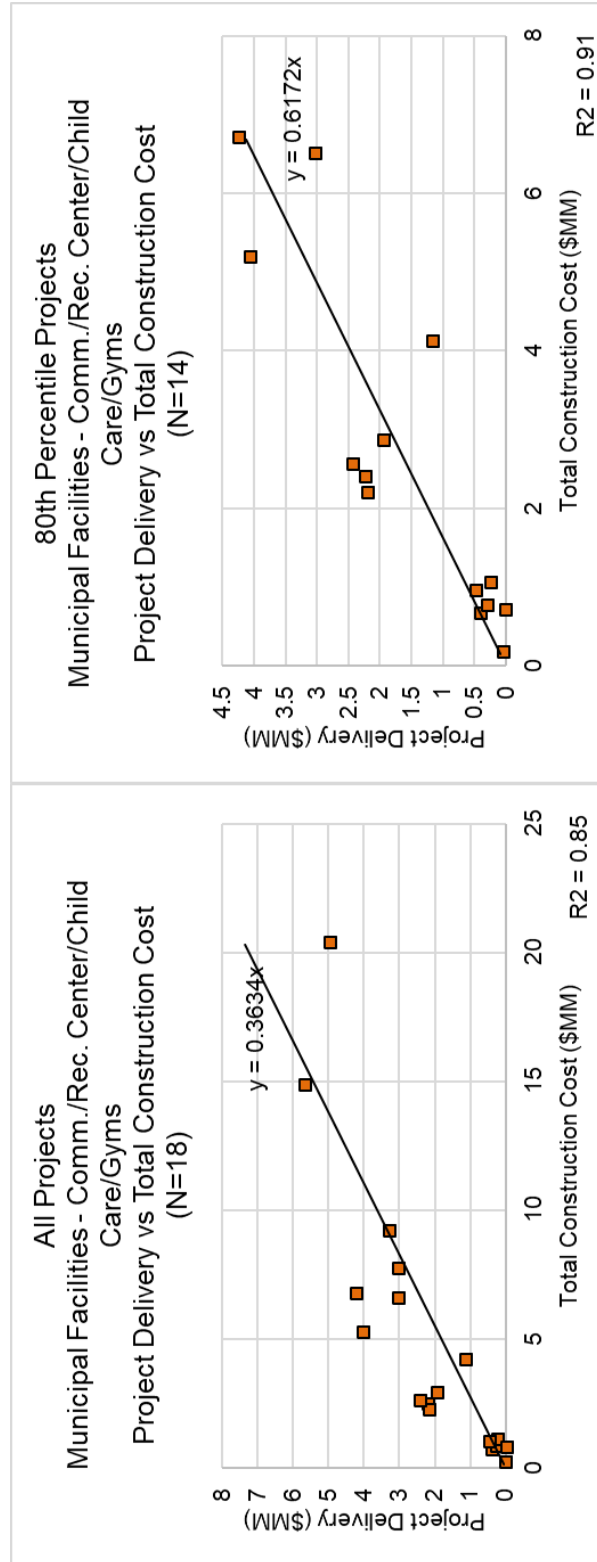 All Projects
Municipal Facilities - Comm./Rec. Center/Child
Care/Gyms
Project Delivery vs Total Construction Cost
(N=18)
Project Delivery ($MM)
8
7
6
5
4
3
2
1
0
y = 0.3634x
0
5
10
15
20
25
Total Construction Cost ($MM)
R2 = 0.85
80th Percentile Projects
Municipal Facilities - Comm./Rec. Center/Child
Care/Gyms
Project Delivery vs Total Construction Cost
(N=14)
Project Delivery ($MM)
4.5
4
3.5
3
2.5
2
1.5
1
0.5
0
y = 0.6172x
0
2
4
6
8
Total Construction Cost ($MM)
R2 = 0.91